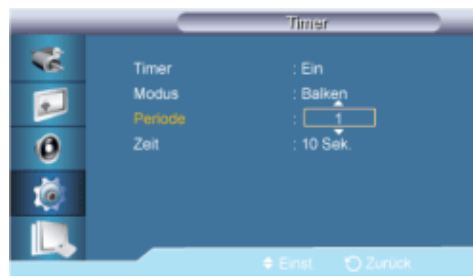 Timer
Timer : Ein
Modus : Balken
Periode : 1
Zeit : 10 Sek.
Einst. Zurück